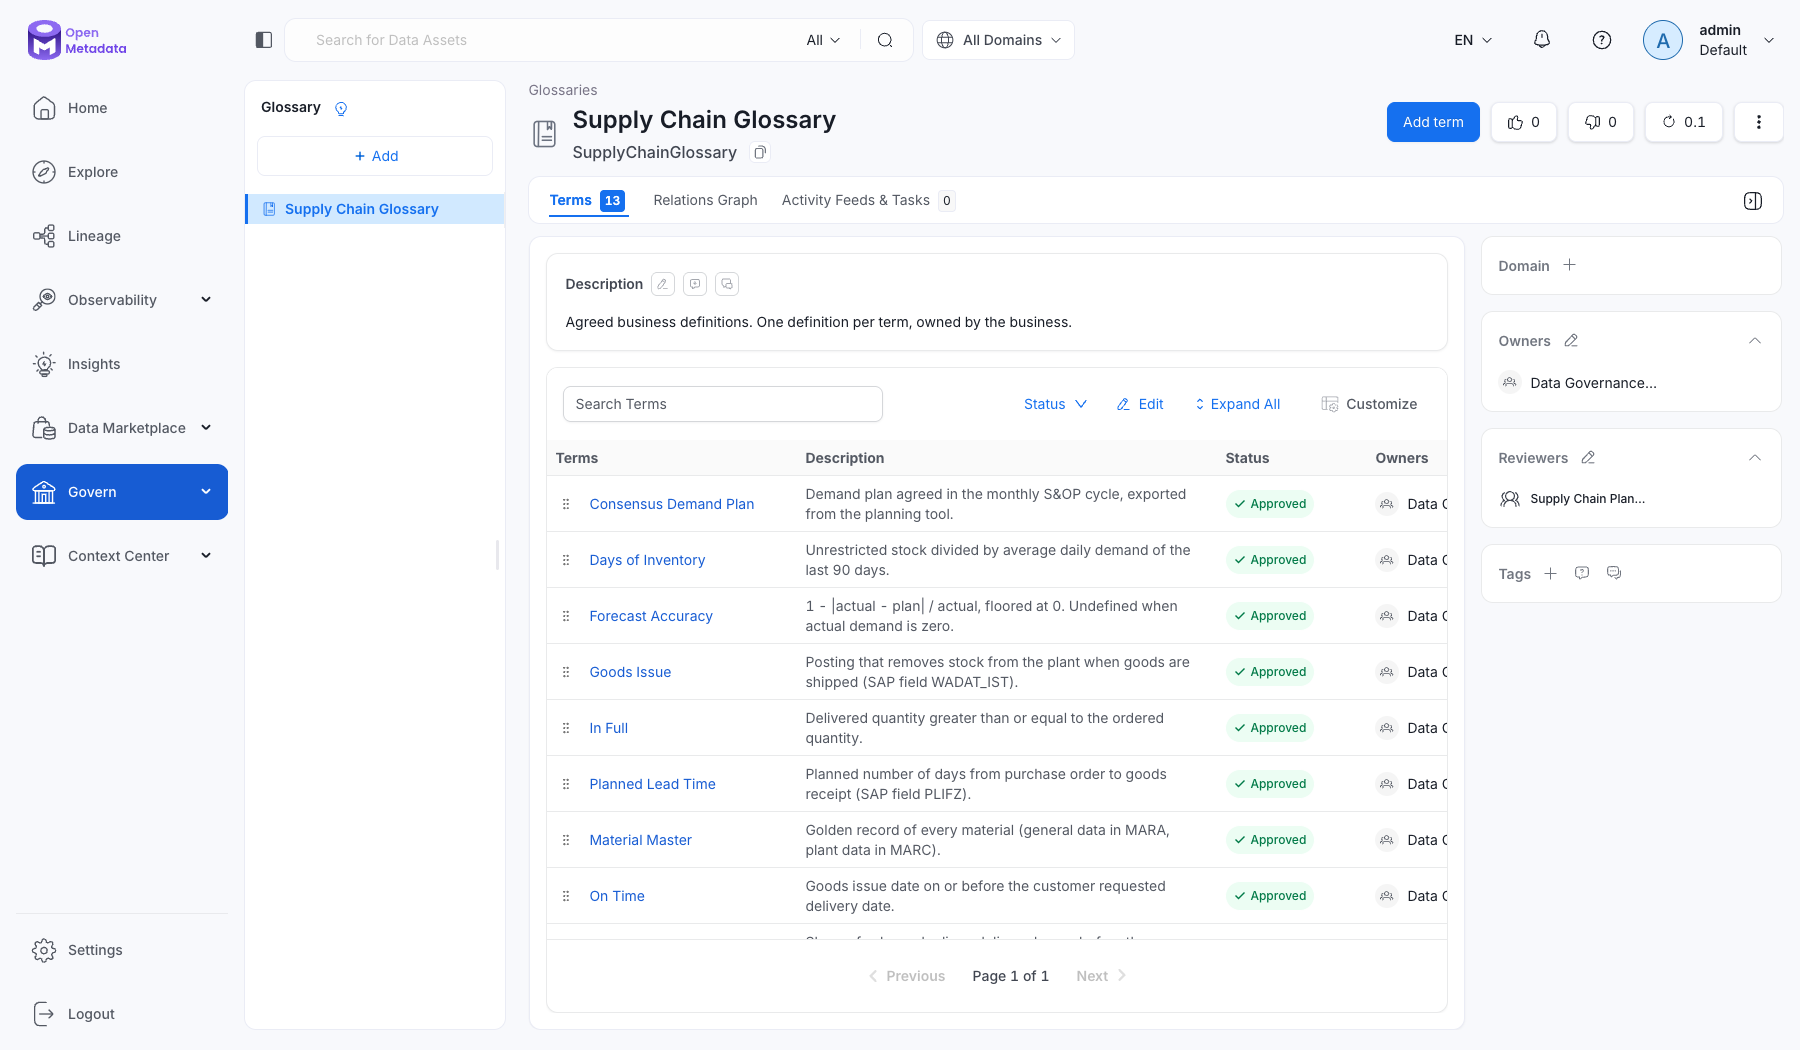 Open
Metadata
Search for Data Assets
All
All Domains
EN
A
admin
Default
Home
Explore
Lineage
Observability
Insights
Data Marketplace
Govern
Context Center
Settings
Logout
Glossary
+ Add
Supply Chain Glossary
Glossaries
Supply Chain Glossary
SupplyChainGlossary
Add term
0
0
0.1
Terms 13
Relations Graph
Activity Feeds & Tasks 0
Description
Agreed business definitions. One definition per term, owned by the business.
Search Terms
Status
Edit
Expand All
Customize
Terms Description Status Owners
Consensus Demand Plan
Demand plan agreed in the monthly S&OP cycle, exported
from the planning tool.
Approved
Data
Days of Inventory
Unrestricted stock divided by average daily demand of the
last 90 days.
Approved
Data
Forecast Accuracy
1 - |actual - plan| / actual, floored at 0. Undefined when
actual demand is zero.
Approved
Data
Goods Issue
Posting that removes stock from the plant when goods are
shipped (SAP field WADAT_IST).
Approved
Data
In Full
Delivered quantity greater than or equal to the ordered
quantity.
Approved
Data
Planned Lead Time
Planned number of days from purchase order to goods
receipt (SAP field PLIFZ).
Approved
Data
Material Master
Golden record of every material (general data in MARA,
plant data in MARC).
Approved
Data
On Time
Goods issue date on or before the customer requested
delivery date.
Approved
Data
Previous
Page 1 of 1
Next
Domain
Owners
Data Governance...
Reviewers
Supply Chain Plan...
Tags